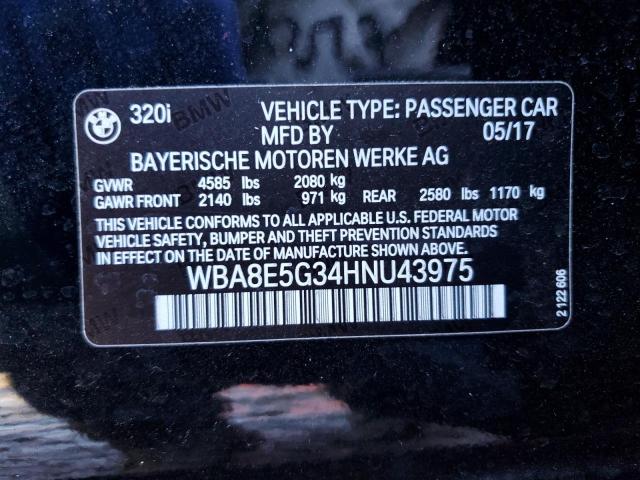 BMW 320i VEHICLE TYPE: PASSENGER CAR
MFD BY 05/17
BAYERISCHE MOTOREN WERKE AG
GVWR 4585 lbs 2080 kg
GAWR FRONT 2140 lbs 971 kg REAR 2580 lbs 1170 kg
THIS VEHICLE CONFORMS TO ALL APPLICABLE U.S. FEDERAL MOTOR
VEHICLE SAFETY, BUMPER AND THEFT PREVENTION STANDARDS
IN EFFECT ON THE DATE OF MANUFACTURE SHOWN ABOVE.
WBA8E5G34HNU43975
2 122 606